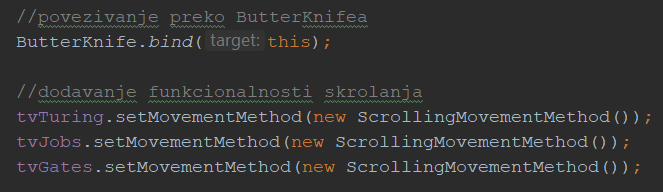 //povezivanje preko ButterKnifea
ButterKnife.bind( target: this);
//dodavanje funkcionalnosti skrolanja
tvTuring.setMovementMethod(new ScrollingMovementMethod());
tvJobs.setMovementMethod(new ScrollingMovementMethod());
tvGates.setMovementMethod(new ScrollingMovementMethod());